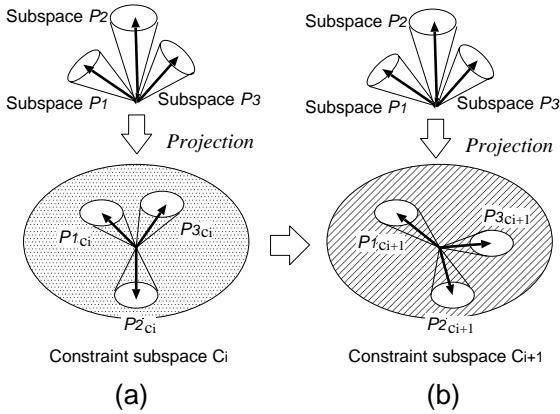 Subspace P2
Subspace P1
Subspace P3
Projection
P1ci
P3ci
P2ci
Constraint subspace Ci
(a)
Subspace P2
Subspace P1
Subspace P3
Projection
P1ci+1
P3ci+1
P2ci+1
Constraint subspace Ci+1
(b)